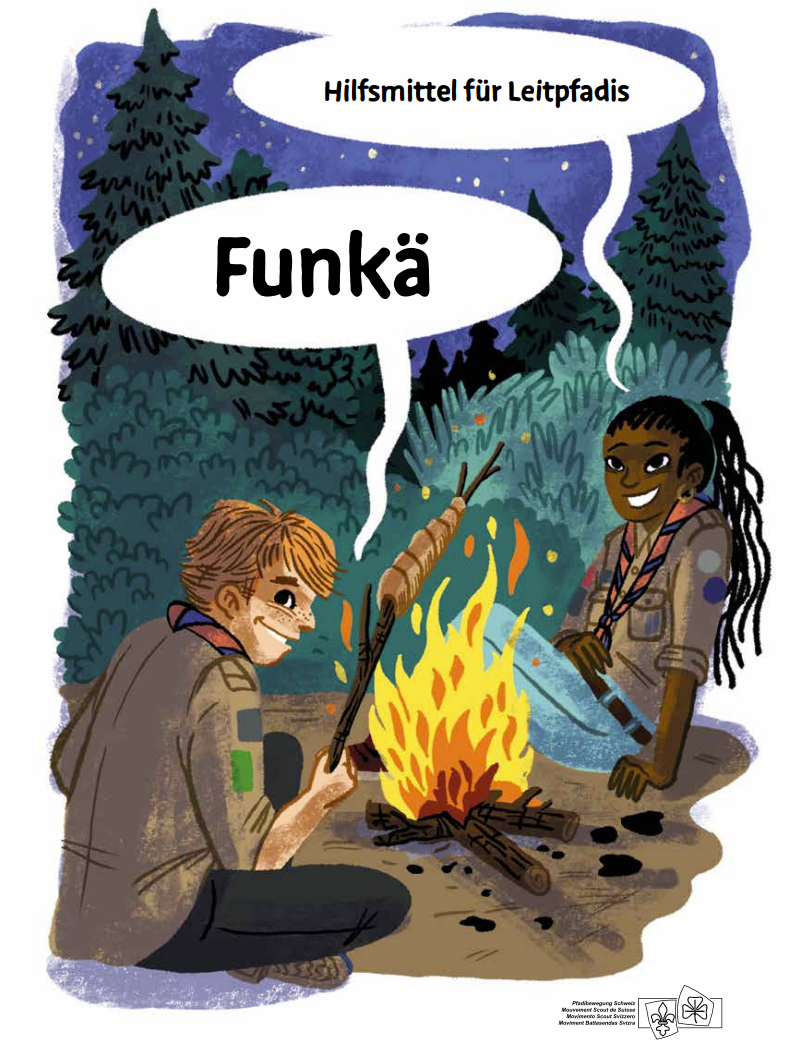 Hilfsmittel für Leitpfadis
Funkä
Pfadibewegung Schweiz
Mouvement Scout de Suisse
Movimento Scout Svizzero
Moviment Battasendas Svizra